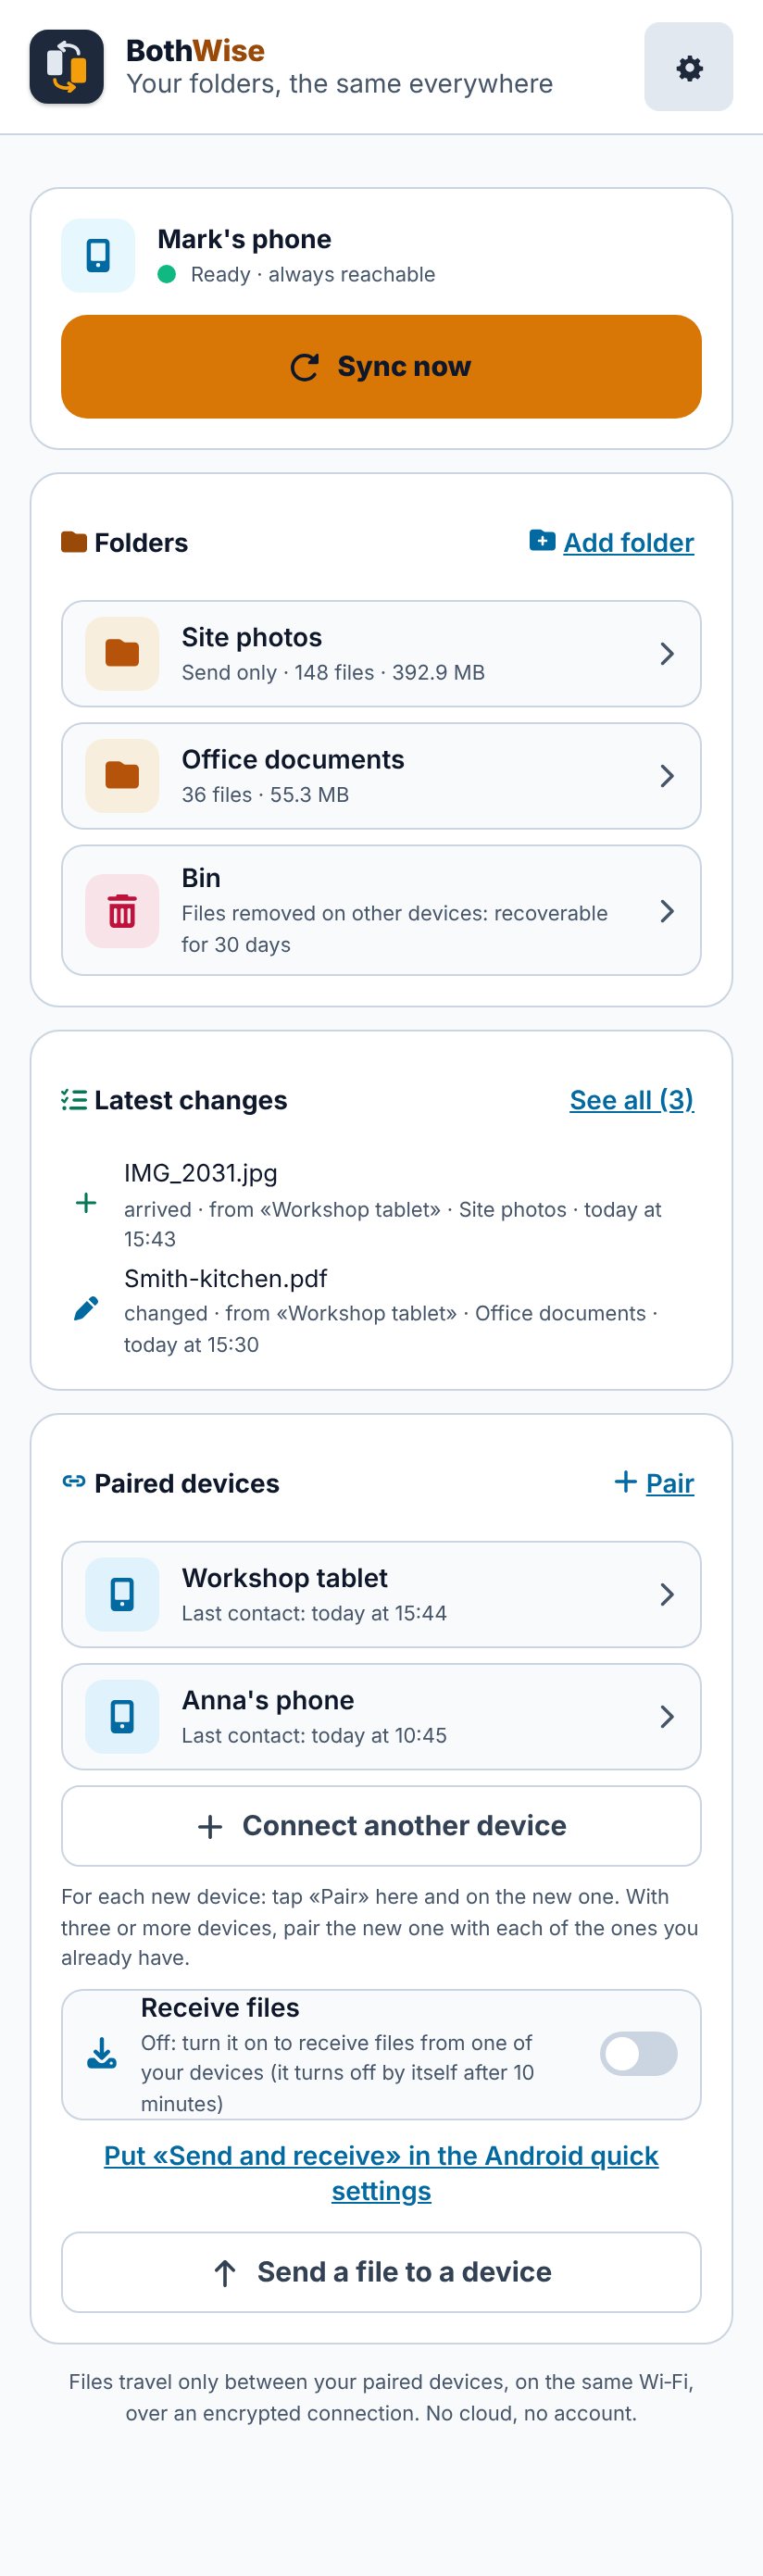 BothWise
Your folders, the same everywhere
Mark's phone
Ready · always reachable
Sync now
Folders
Add folder
Site photos
Send only · 148 files · 392.9 MB
Office documents
36 files · 55.3 MB
Bin
Files removed on other devices: recoverable
for 30 days
Latest changes
See all (3)
IMG_2031.jpg
arrived · from «Workshop tablet» · Site photos · today at
15:43
Smith-kitchen.pdf
changed · from «Workshop tablet» · Office documents ·
today at 15:30
Paired devices
Pair
Workshop tablet
Last contact: today at 15:44
Anna's phone
Last contact: today at 10:45
Connect another device
For each new device: tap «Pair» here and on the new one. With
three or more devices, pair the new one with each of the ones you
already have.
Receive files
Off: turn it on to receive files from one of
your devices (it turns off by itself after 10
minutes)
Put «Send and receive» in the Android quick
settings
Send a file to a device
Files travel only between your paired devices, on the same Wi-Fi,
over an encrypted connection. No cloud, no account.